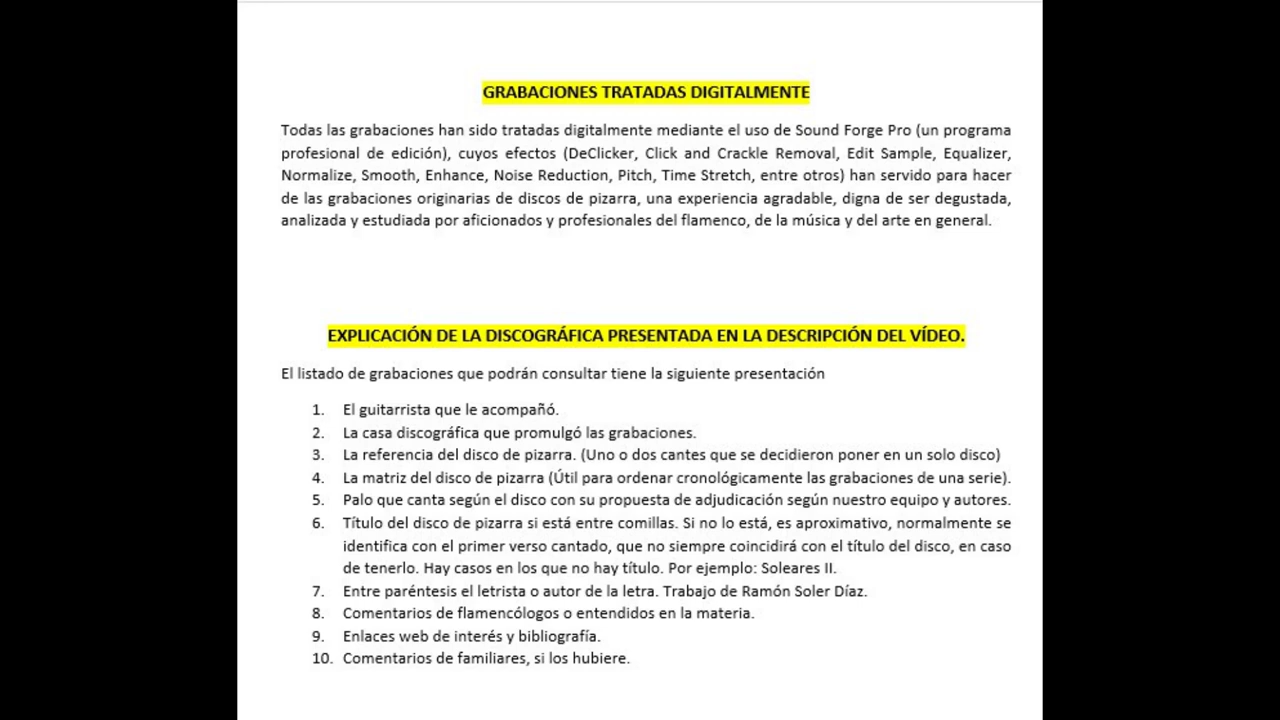 GRABACIONES TRATADAS DIGITALMENTE
Todas las grabaciones han sido tratadas digitalmente mediante el uso de Sound Forge Pro (un programa
profesional de edición), cuyos efectos (DeClicker, Click and Crackle Removal, Edit Sample, Equalizer,
Normalize, Smooth, Enhance, Noise Reduction, Pitch, Time Stretch, entre otros) han servido para hacer
de las grabaciones originarias de discos de pizarra, una experiencia agradable, digna de ser degustada,
analizada y estudiada por aficionados y profesionales del flamenco, de la música y del arte en general.
EXPLICACIÓN DE LA DISCOGRÁFICA PRESENTADA EN LA DESCRIPCIÓN DEL VÍDEO.
El listado de grabaciones que podrán consultar tiene la siguiente presentación
1. El guitarrista que le acompañó.
2. La casa discográfica que promulgó las grabaciones.
3. La referencia del disco de pizarra. (Uno o dos cantes que se decidieron poner en un solo disco)
4. La matriz del disco de pizarra (Útil para ordenar cronológicamente las grabaciones de una serie).
5. Palo que canta según el disco con su propuesta de adjudicación según nuestro equipo y autores.
6. Título del disco de pizarra si está entre comillas. Si no lo está, es aproximativo, normalmente se
identifica con el primer verso cantado, que no siempre coincidirá con el título del disco, en caso
de tenerlo. Hay casos en los que no hay título. Por ejemplo: Soleares II.
7. Entre paréntesis el letrista o autor de la letra. Trabajo de Ramón Soler Díaz.
8. Comentarios de flamencólogos o entendidos en la materia.
9. Enlaces web de interés y bibliografía.
10. Comentarios de familiares, si los hubiere.